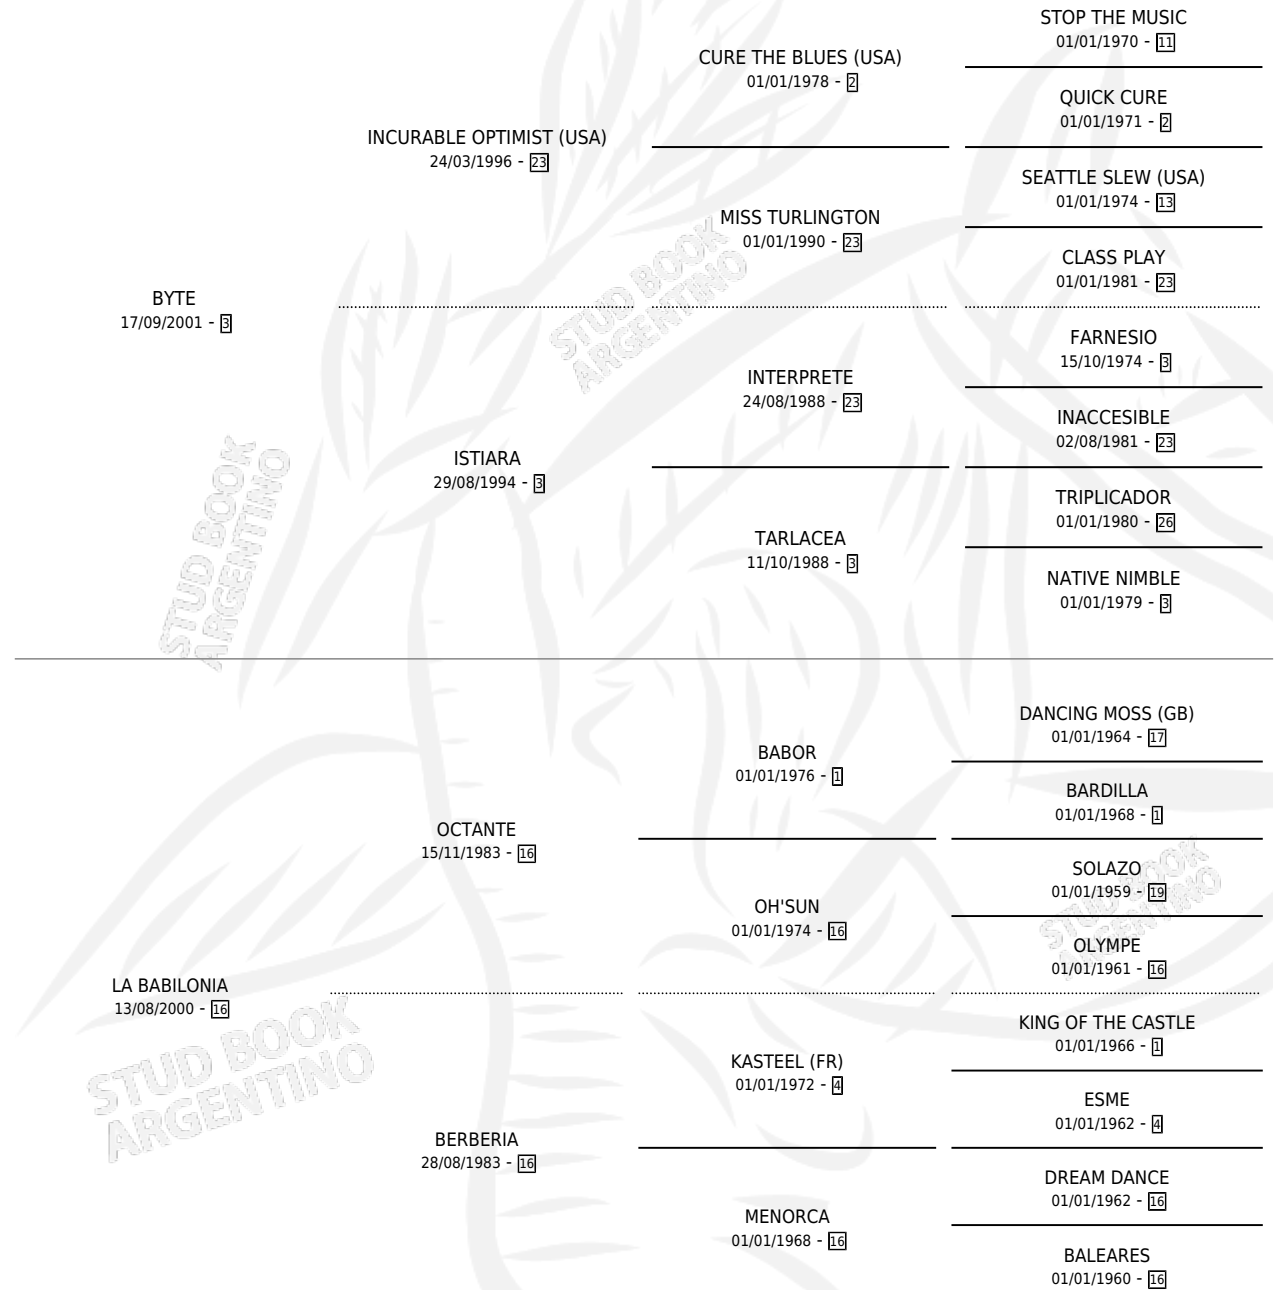 STOP THE MUSIC
01/01/1970 - 11
CURE THE BLUES (USA)
01/01/1978 - 2
QUICK CURE
01/01/1971 - 2
INCURABLE OPTIMIST (USA)
24/03/1996 - 23
SEATTLE SLEW (USA)
01/01/1974 - 13
MISS TURLINGTON
01/01/1990 - 23
CLASS PLAY
01/01/1981 - 23
BYTE
17/09/2001 - 3
STUD BOOK
ARGENTINO
FARNESIO
15/10/1974 - 3
INTERPRETE
24/08/1988 - 23
INACCESIBLE
02/08/1981 - 23
ISTIARA
29/08/1994 - 3
TRIPLICADOR
01/01/1980 - 26
TARLACEA
11/10/1988 - 3
NATIVE NIMBLE
01/01/1979 - 3
STUD BOOK
ARGENTINO
DANCING MOSS (GB)
01/01/1964 - 17
BABOR
01/01/1976 - 1
BARDILLA
01/01/1968 - 1
OCTANTE
15/11/1983 - 16
SOLAZO
01/01/1959 - 19
OH'SUN
01/01/1974 - 16
STUD BOOK
ARGENTINO
OLYMPE
01/01/1961 - 16
LA BABILONIA
13/08/2000 - 16
KING OF THE CASTLE
01/01/1966 - 1
KASTEEL (FR)
01/01/1972 - 4
STUD BOOK
ARGENTINO
ESME
01/01/1962 - 4
BERBERIA
28/08/1983 - 16
DREAM DANCE
01/01/1962 - 16
MENORCA
01/01/1968 - 16
BALEARES
01/01/1960 - 16